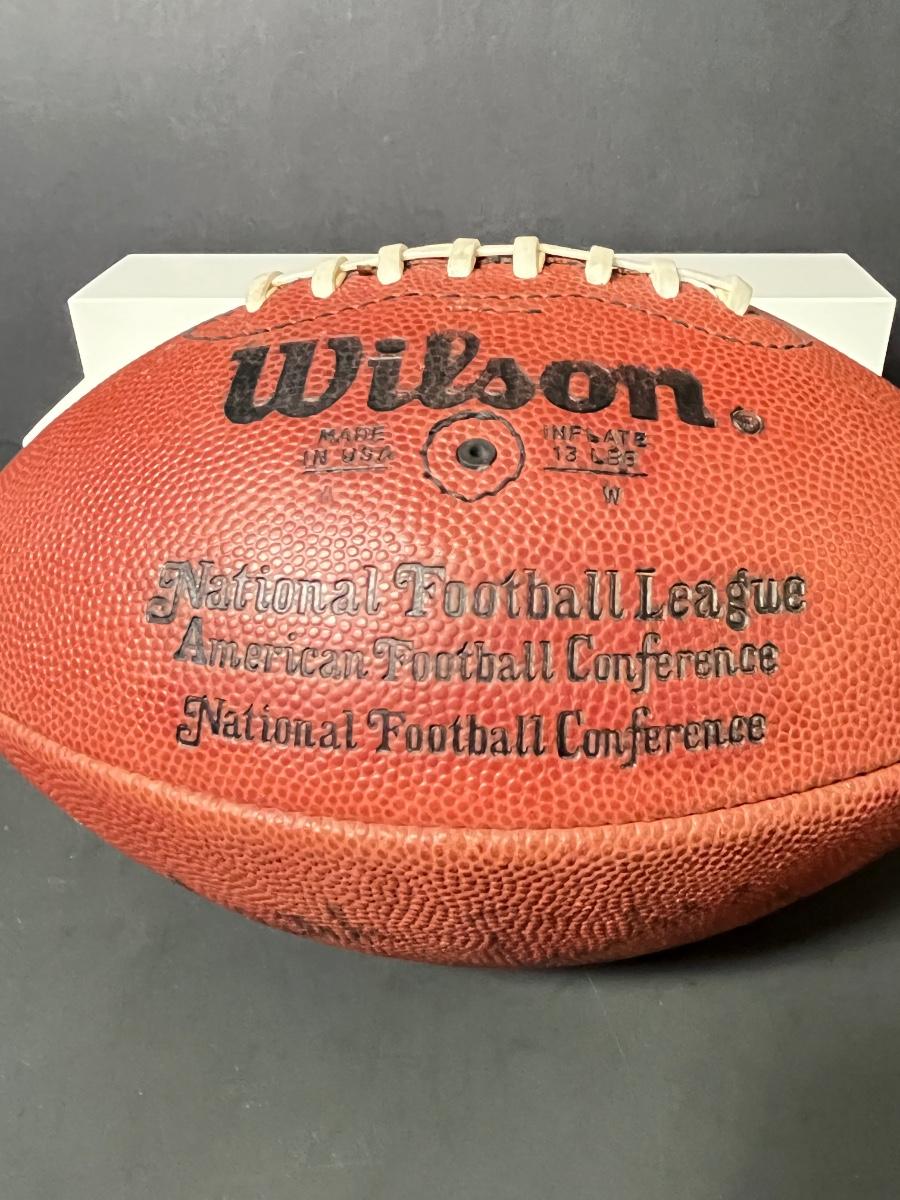 Wilson®
MADE IN USA
INFLATE 13 LBS
W
National Football League
American Football Conference
National Football Conference